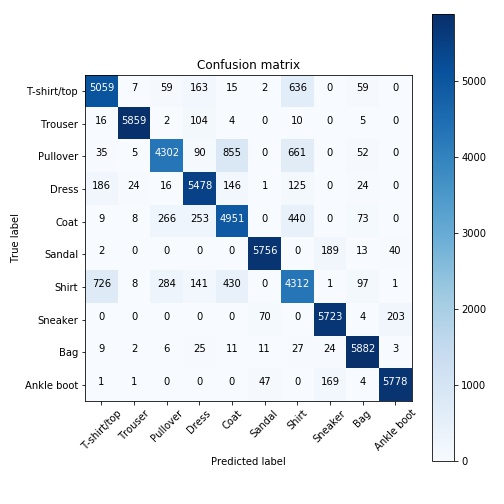 Confusion matrix
T-shirt/top 5059 7 59 163 15 2 636 0 59 0
Trouser 16 5859 2 104 4 0 10 0 5 0
Pullover 35 5 4302 90 855 0 661 0 52 0
Dress 186 24 16 5478 146 1 125 0 24 0
Coat 9 8 266 253 4951 0 440 0 73 0
Sandal 2 0 0 0 0 5756 0 189 13 40
Shirt 726 8 284 141 430 0 4312 1 97 1
Sneaker 0 0 0 0 0 70 0 5723 4 203
Bag 9 2 6 25 11 11 27 24 5882 3
Ankle boot 1 1 0 0 0 47 0 169 4 5778
True label
T-shirt/top Trouser Pullover Dress Coat Sandal Shirt Sneaker Bag Ankle boot
Predicted label
5000
4000
3000
2000
1000
0